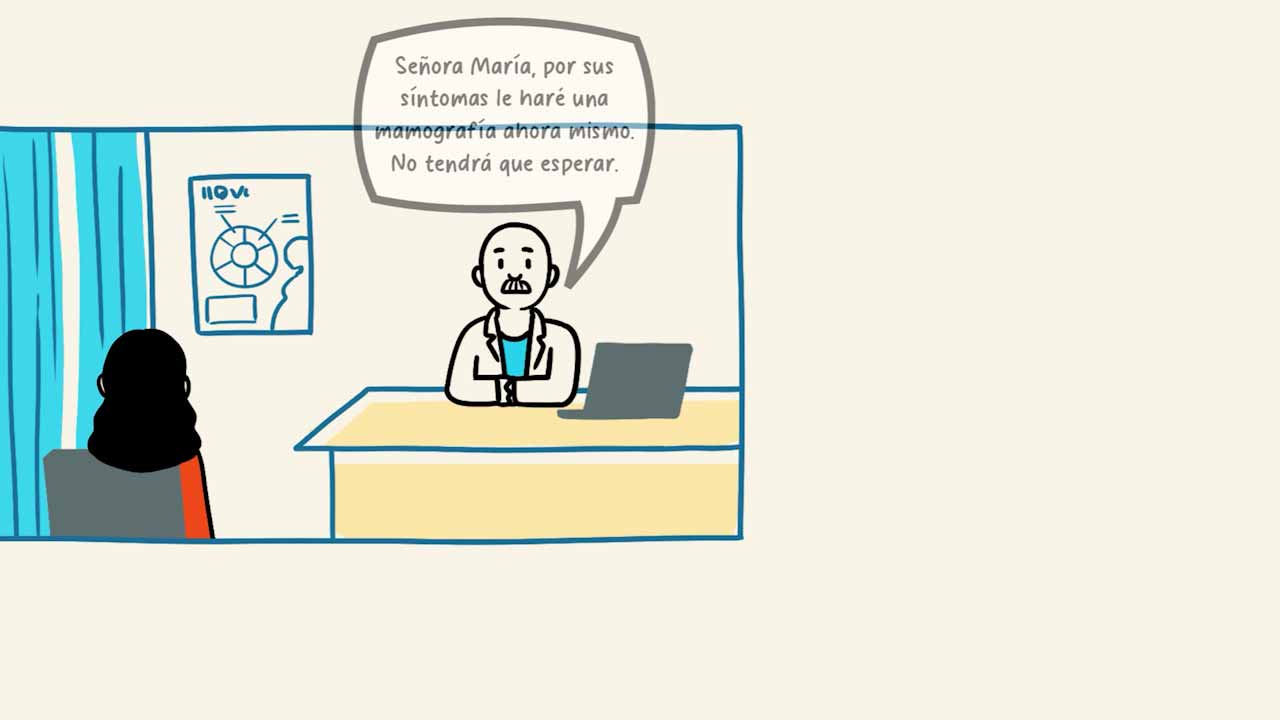 Señora María, por sus
síntomas le haré una
mamografía ahora mismo.
No tendrá que esperar.